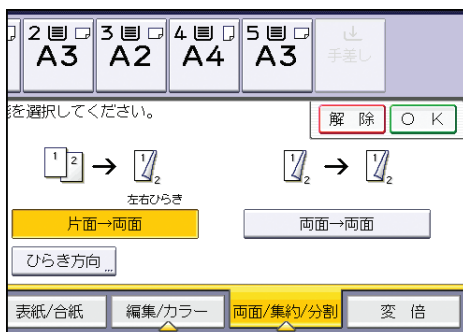 2 3 4 5
A3 A2 A4 A3 手差し
を選択してください。
解 除 O K
1 2 → 1 2 1 2 → 1 2
左右ひらき
片面→両面 両面→両面
ひらき方向...
表紙/合紙 編集/カラー 両面/集約/分割 変 倍